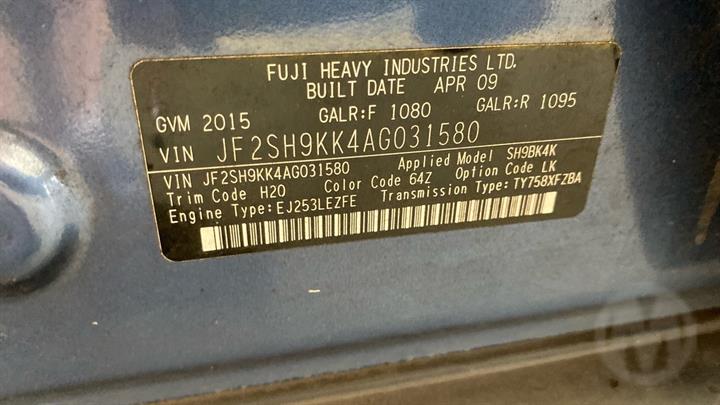 FUJI HEAVY INDUSTRIES LTD.
BUILT DATE APR 09
GVM 2015 GALR:F 1080 GALR:R 1095
VIN JF2SH9KK4AG031580
VIN JF2SH9KK4AG031580 Applied Model SH9BK4K
Trim Code H20 Color Code 64Z Option Code LK
Engine Type:EJ253LEZFE Transmission Type:TY758XFZBA
M